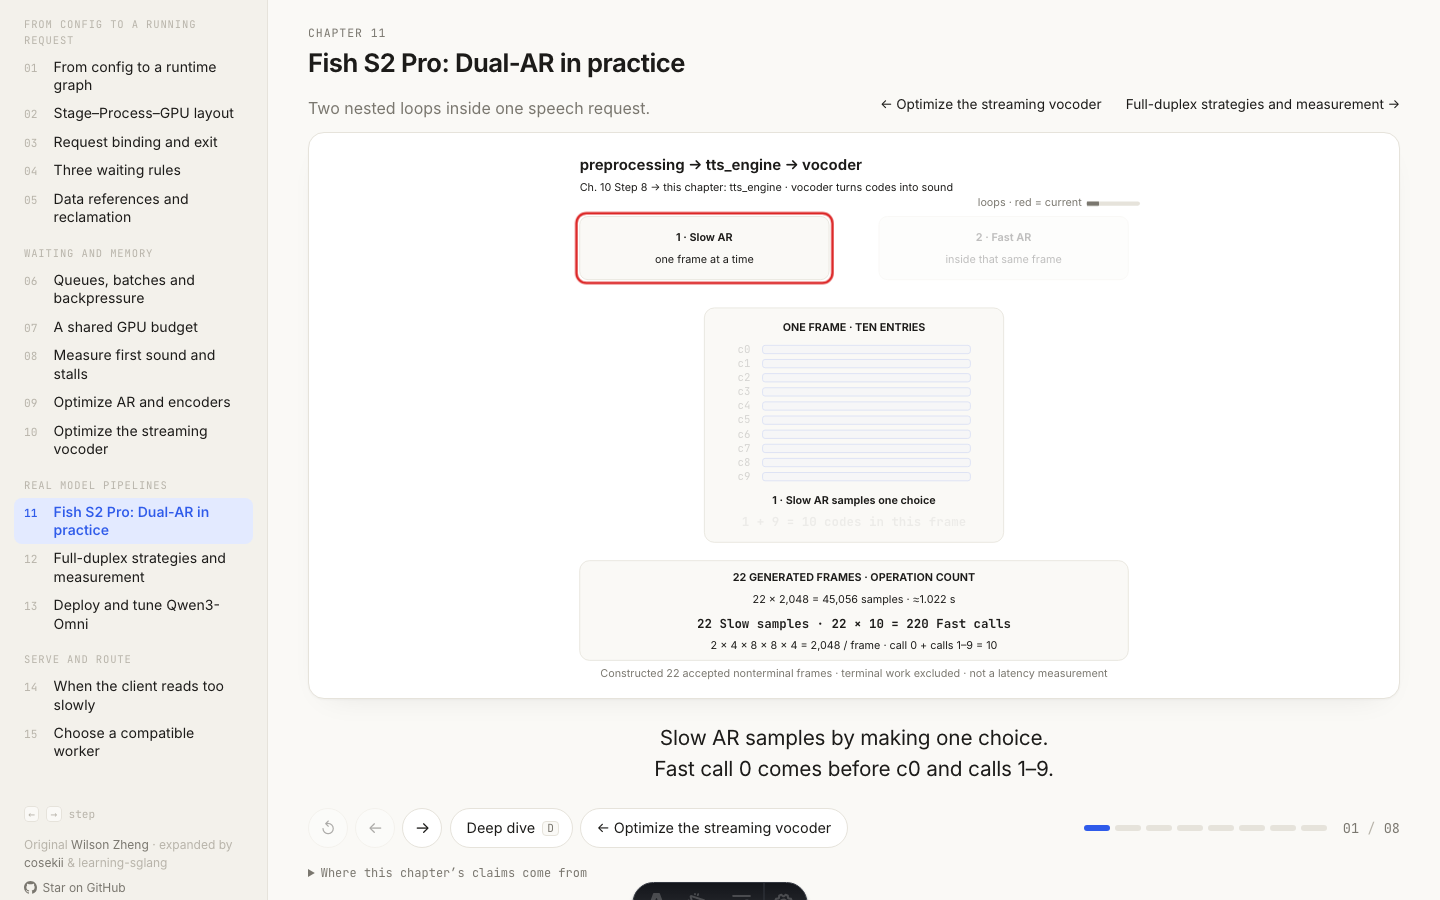 FROM CONFIG TO A RUNNING
REQUEST
01 From config to a runtime
graph
02 Stage–Process–GPU layout
03 Request binding and exit
04 Three waiting rules
05 Data references and
reclamation
WAITING AND MEMORY
06 Queues, batches and
backpressure
07 A shared GPU budget
08 Measure first sound and
stalls
09 Optimize AR and encoders
10 Optimize the streaming
vocoder
REAL MODEL PIPELINES
11 Fish S2 Pro: Dual-AR in
practice
12 Full-duplex strategies and
measurement
13 Deploy and tune Qwen3-
Omni
SERVE AND ROUTE
14 When the client reads too
slowly
15 Choose a compatible
worker
← → step
Original Wilson Zheng · expanded by
cosekii & learning-sglang
Star on GitHub
CHAPTER 11
Fish S2 Pro: Dual-AR in practice
Two nested loops inside one speech request.
← Optimize the streaming vocoder
Full-duplex strategies and measurement →
preprocessing → tts_engine → vocoder
Ch. 10 Step 8 → this chapter: tts_engine · vocoder turns codes into sound
loops · red = current
1 · Slow AR
one frame at a time
2 · Fast AR
inside that same frame
ONE FRAME · TEN ENTRIES
c0
c1
c2
c3
c4
c5
c6
c7
c8
c9
1 · Slow AR samples one choice
1 + 9 = 10 codes in this frame
22 GENERATED FRAMES · OPERATION COUNT
22 × 2,048 = 45,056 samples · ≈1.022 s
22 Slow samples · 22 × 10 = 220 Fast calls
2 × 4 × 8 × 8 × 4 = 2,048 / frame · call 0 + calls 1–9 = 10
Constructed 22 accepted nonterminal frames · terminal work excluded · not a latency measurement
Slow AR samples by making one choice.
Fast call 0 comes before c0 and calls 1–9.
← → Deep dive D ← Optimize the streaming vocoder
01 / 08
▶ Where this chapter's claims come from